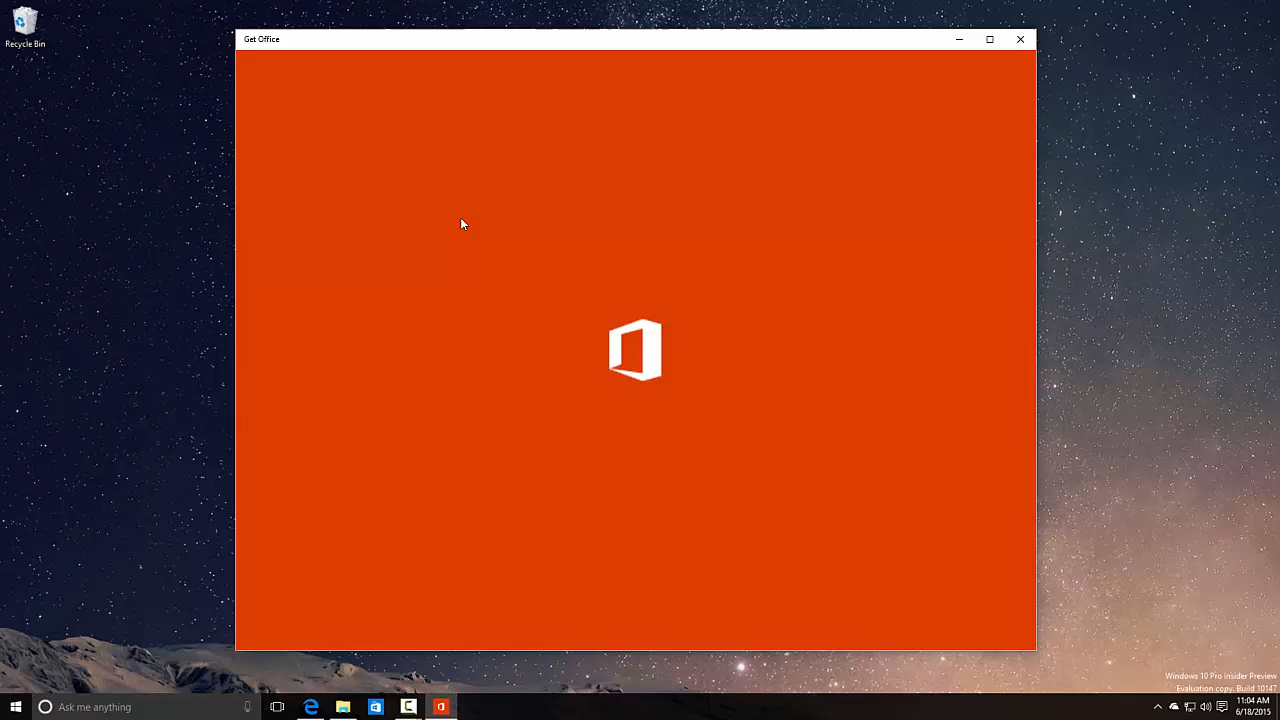 Get Office
Recycle Bin
Windows 10 Pro Insider Preview
Evaluation copy. Build 10147
Ask me anything
11:04 AM
6/18/2015